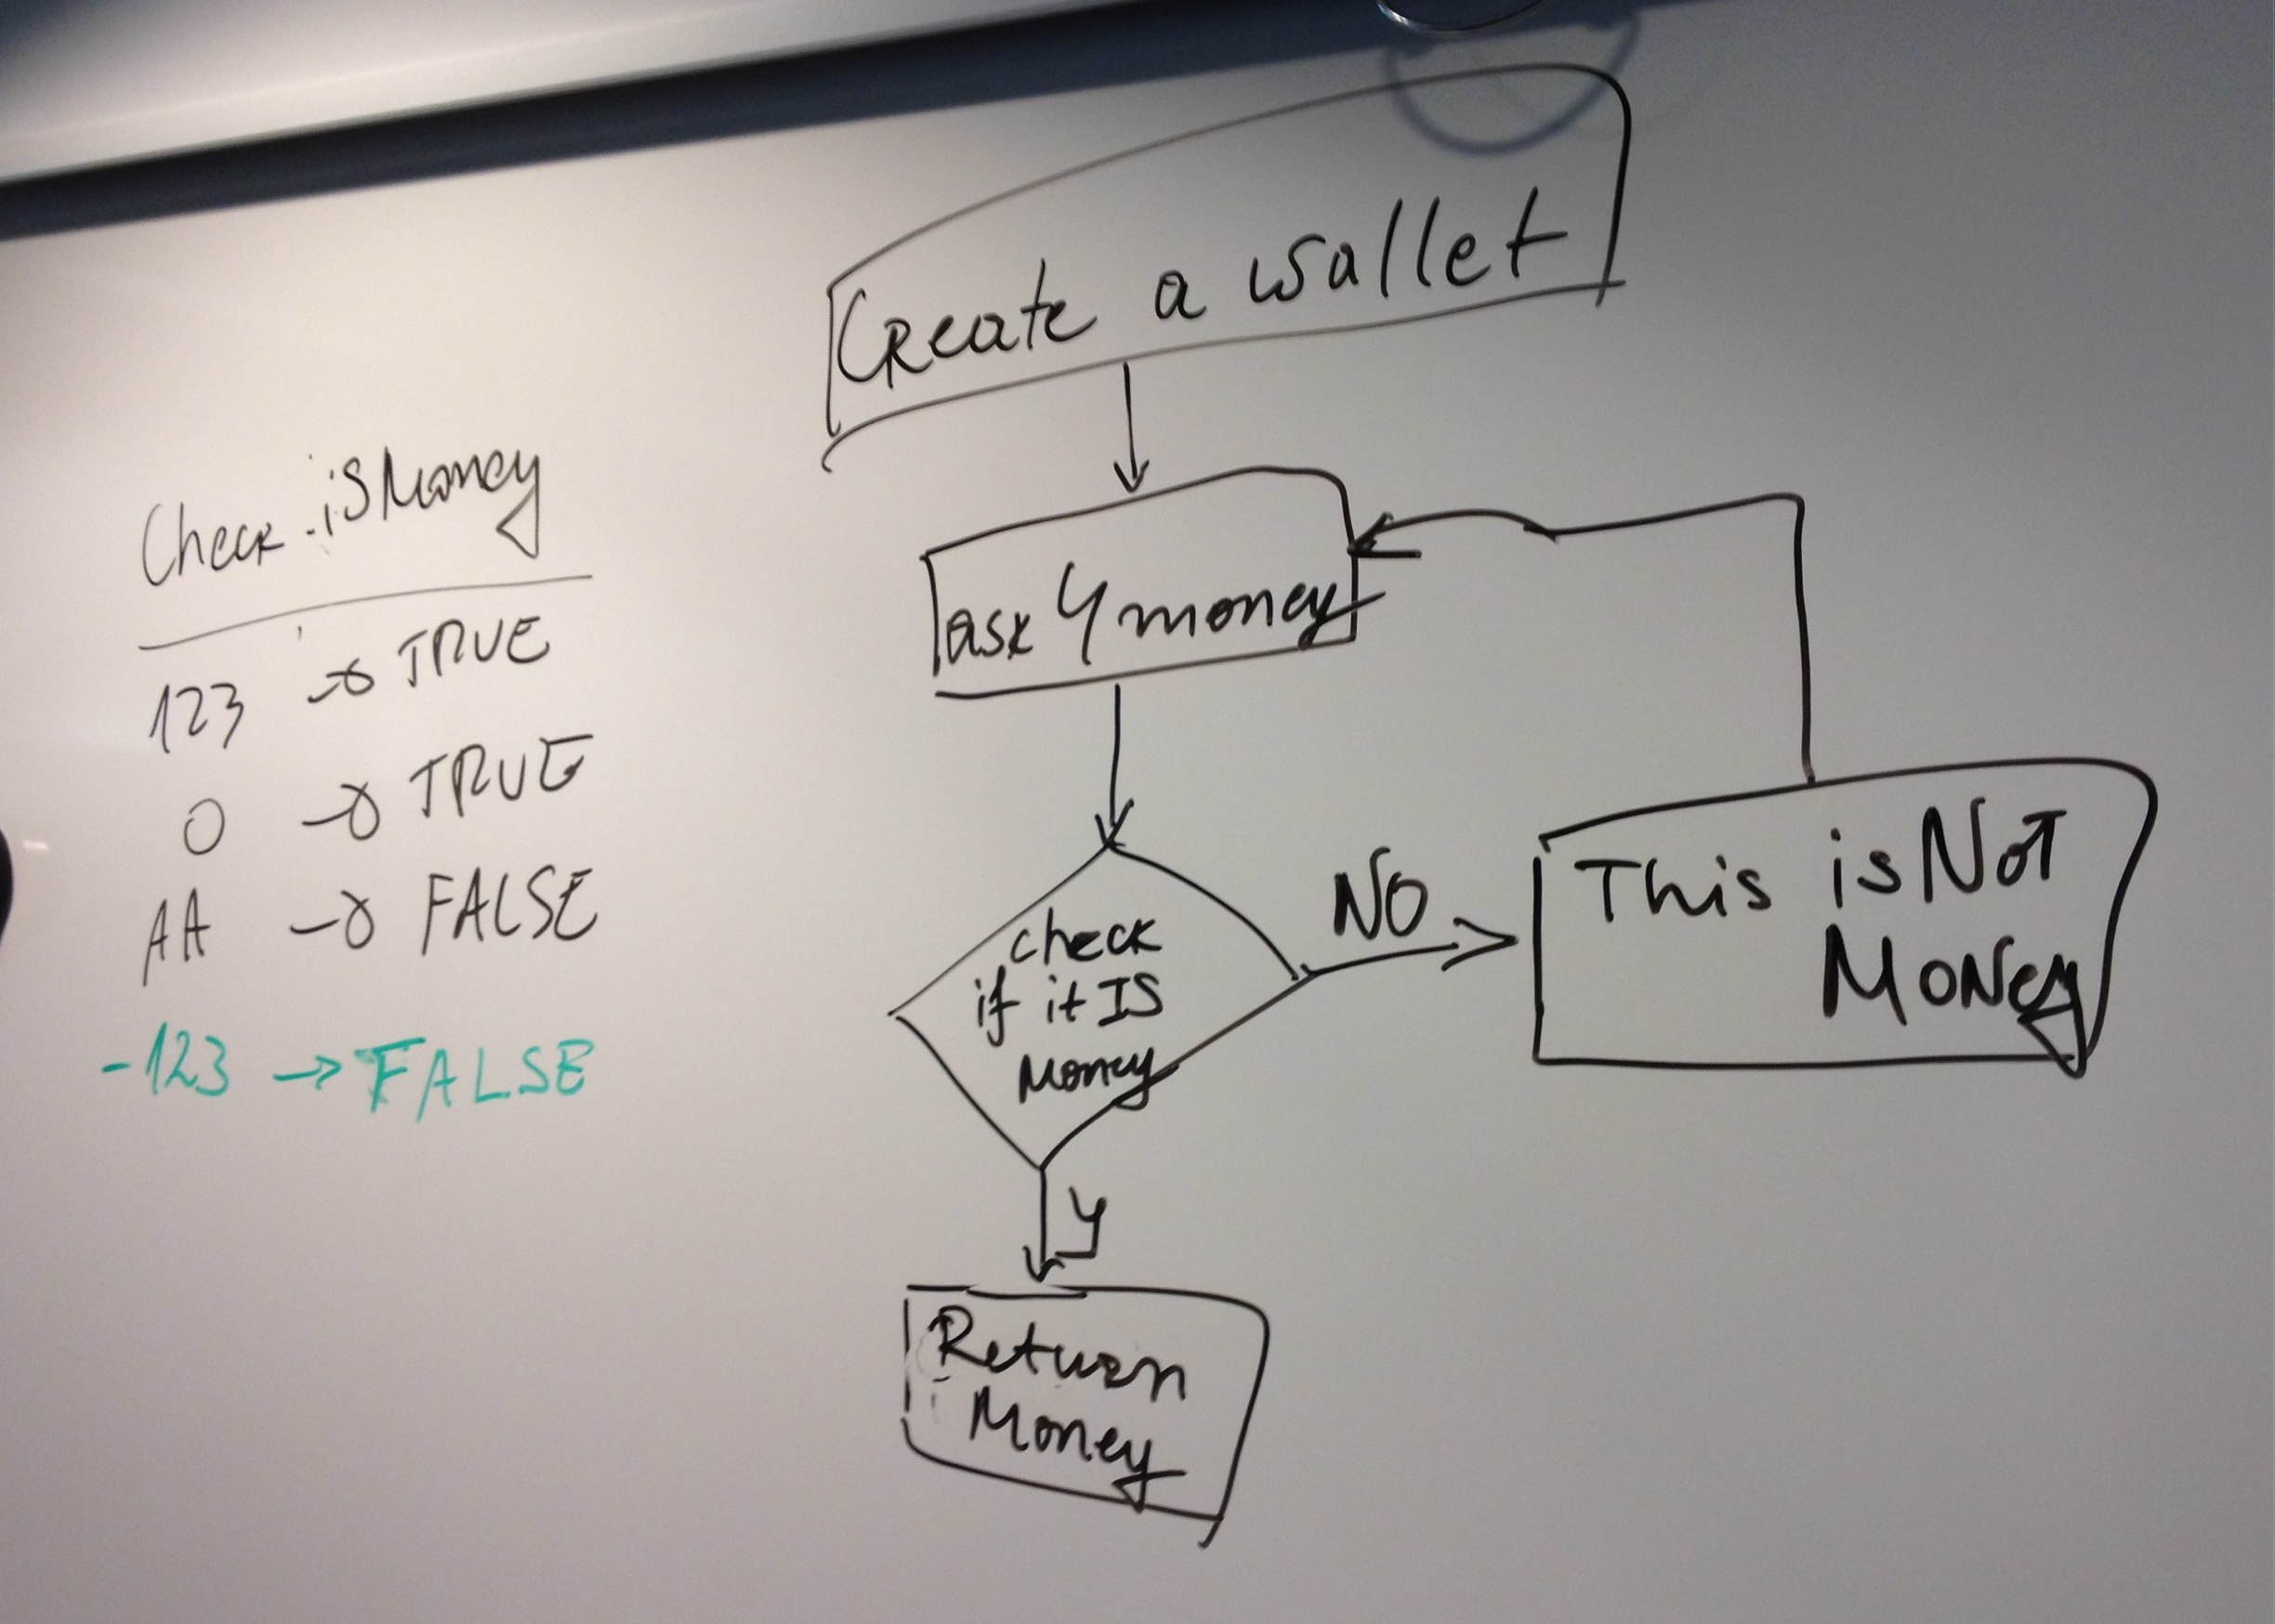 Create a wallet
Check.isMoney
ask 4 money
123 → TRUE
0 → TRUE
AA → FALSE
-123 → FALSE
check
if it IS
Money
NO
This is NOT
MONey
Y
Return
Money